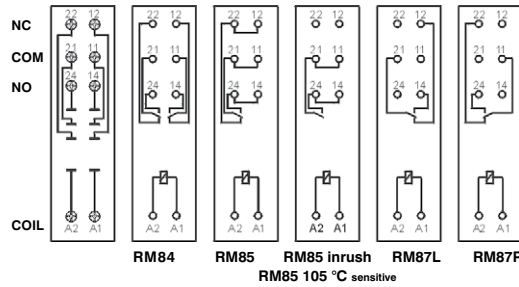 NC 22 12 22 12 22 12 22 12 22 12 22 12
COM 21 11 21 11 21 11 21 11 21 11 21 11
NO 24 14 24 14 24 14 24 14 24 14 24 14
COIL A2 A1 A2 A1 A2 A1 A2 A1 A2 A1 A2 A1
RM84 RM85 RM85 inrush RM87L RM87P
RM85 105 °C sensitive